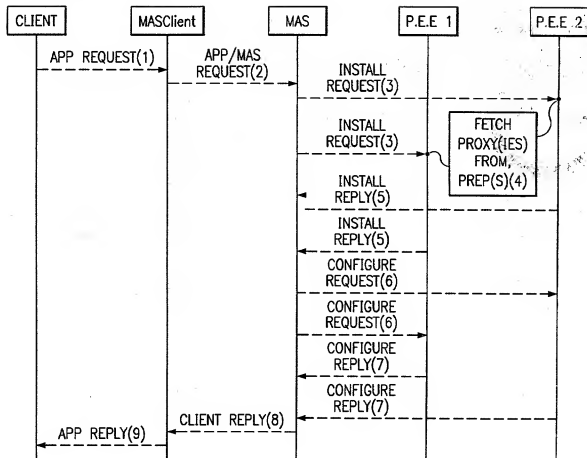 CLIENT
MASClient
MAS
P.E.E 1
P.E.E 2
APP REQUEST(1)
APP/MAS
REQUEST(2)
INSTALL
REQUEST(3)
INSTALL
REQUEST(3)
FETCH
PROXY(IES)
FROM,
PREP(S)(4)
INSTALL
REPLY(5)
INSTALL
REPLY(5)
CONFIGURE
REQUEST(6)
CONFIGURE
REQUEST(6)
CONFIGURE
REPLY(7)
CONFIGURE
REPLY(7)
CLIENT REPLY(8)
APP REPLY(9)